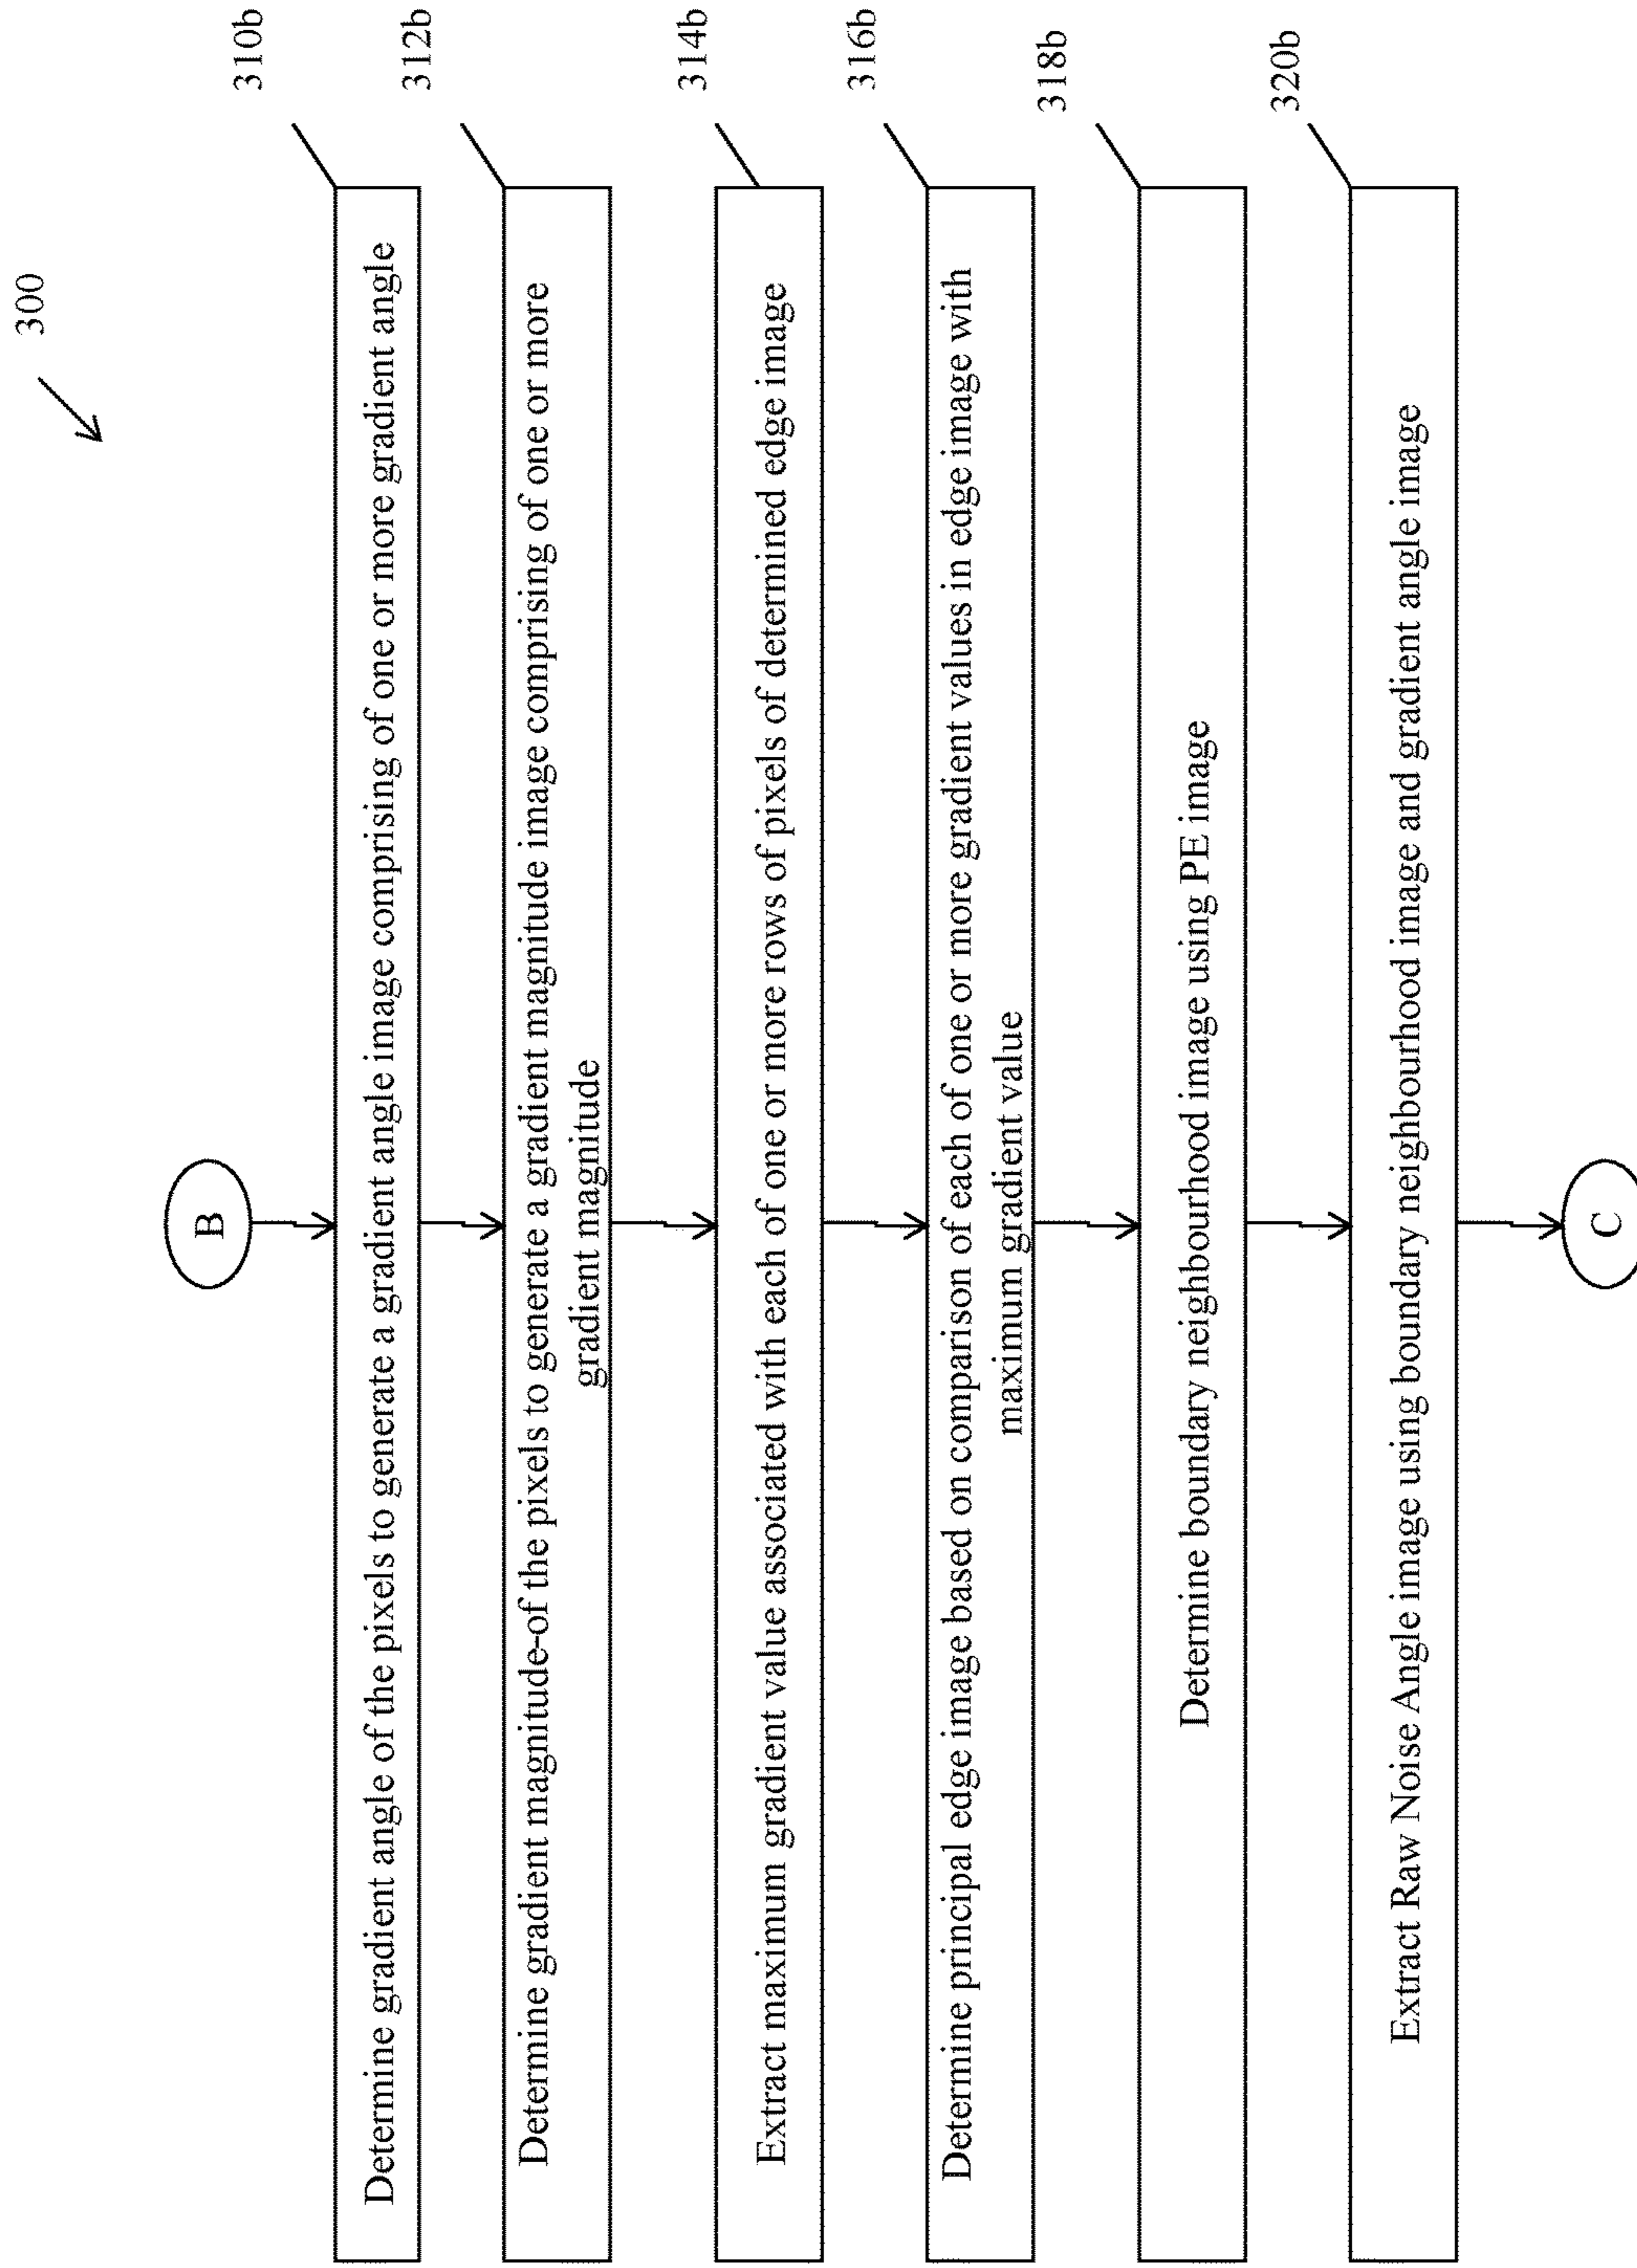 300
B
310b
Determine gradient angle of the pixels to generate a gradient angle image comprising of one or more gradient angle
312b
Determine gradient magnitude-of the pixels to generate a gradient magnitude image comprising of one or more
gradient magnitude
314b
Extract maximum gradient value associated with each of one or more rows of pixels of determined edge image
316b
Determine principal edge image based on comparison of each of one or more gradient values in edge image with
maximum gradient value
318b
Determine boundary neighbourhood image using PE image
320b
Extract Raw Noise Angle image using boundary neighbourhood image and gradient angle image
C